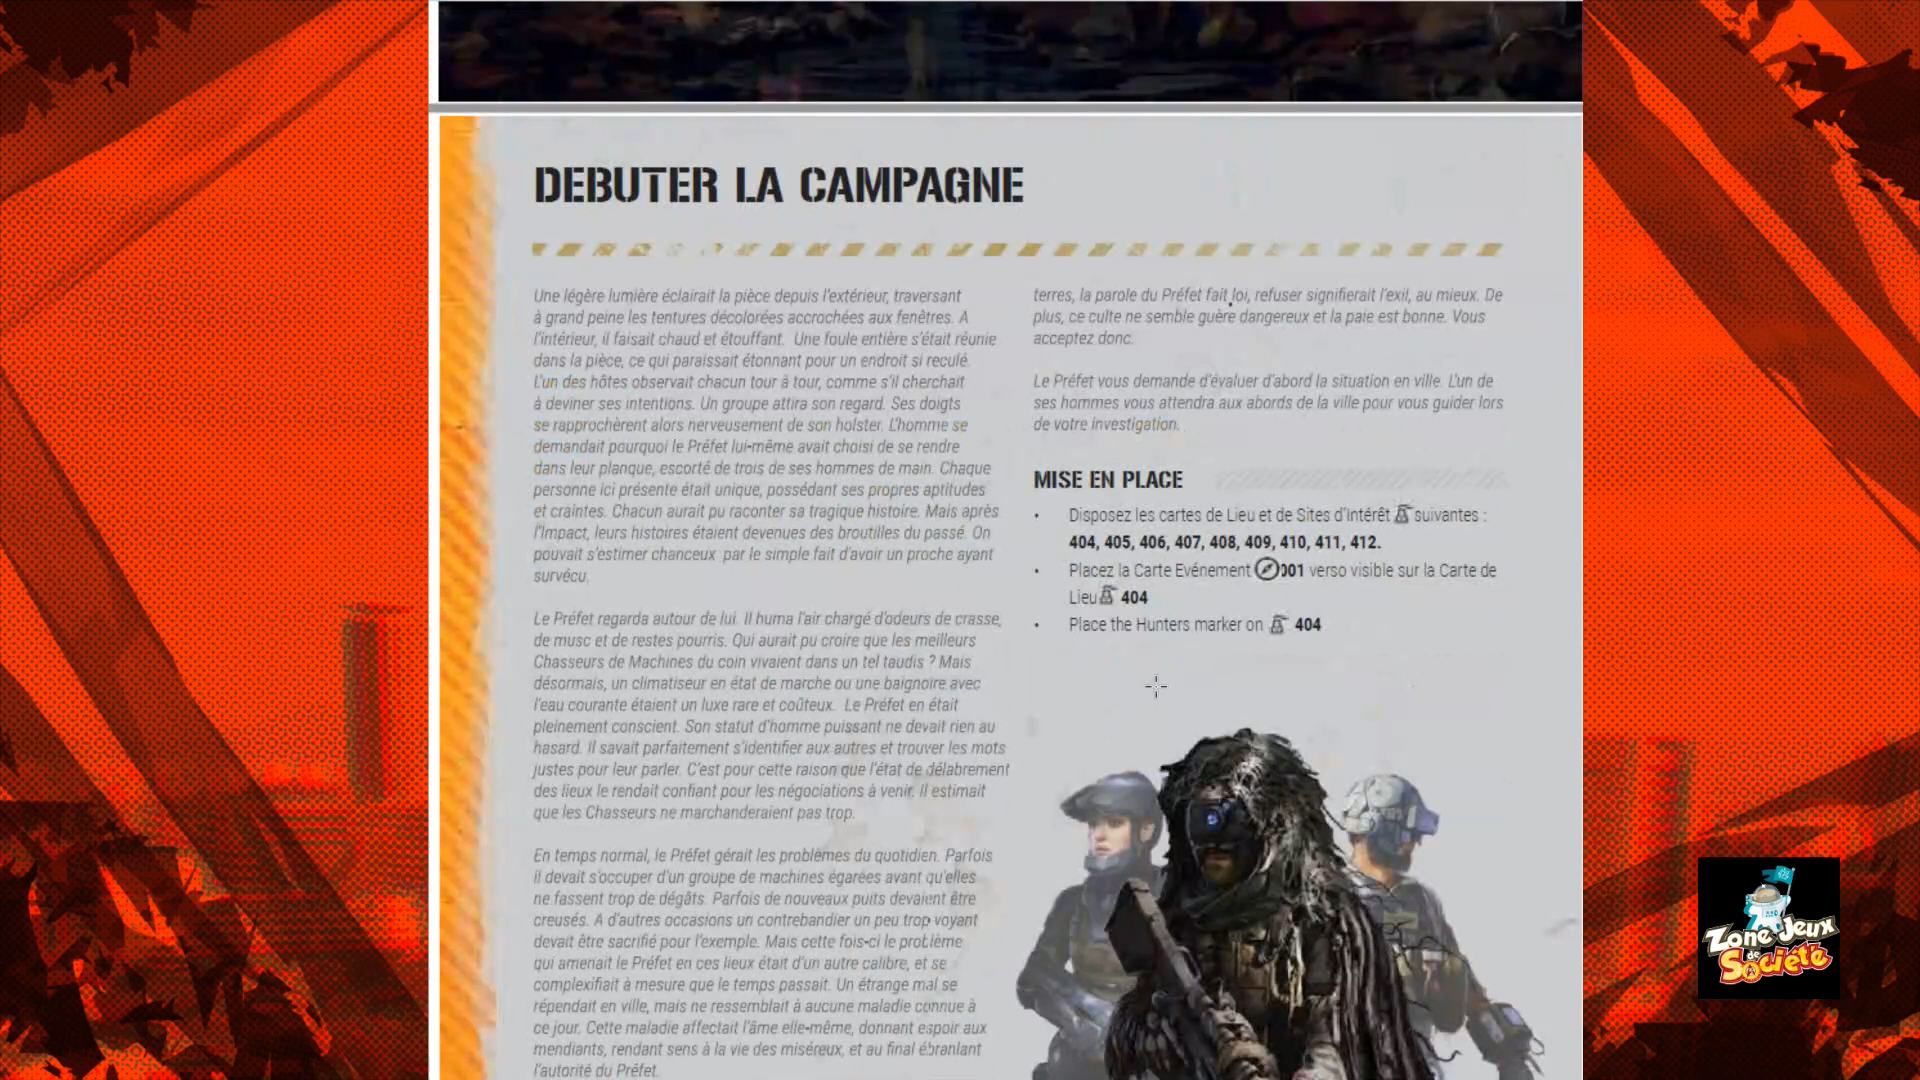 DEBUTER LA CAMPAGNE
Une légère lumière éclairait la pièce depuis l'extérieur, traversant
à grand peine les tentures décolorées accrochées aux fenêtres. A
l'intérieur, il faisait chaud et étouffant. Une foule entière s'était réunie
dans la pièce, ce qui paraissait étonnant pour un endroit si reculé.
L'un des hôtes observait chacun tour à tour, comme s'il cherchait
à deviner ses intentions. Un groupe attira son regard. Ses doigts
se rapprochèrent alors nerveusement de son holster. L'homme se
demandait pourquoi le Préfet lui-même avait choisi de se rendre
dans leur planque, escorté de trois de ses hommes de main. Chaque
personne ici présente était unique, possédant ses propres aptitudes
et craintes. Chacun aurait pu raconter sa tragique histoire. Mais après
l'Impact, leurs histoires étaient devenues des broutilles du passé. On
pouvait s'estimer chanceux par le simple fait d'avoir un proche ayant
survécu.
Le Préfet regarda autour de lui. Il huma l'air chargé d'odeurs de crasse,
de musc et de restes pourris. Qui aurait pu croire que les meilleurs
Chasseurs de Machines du coin vivaient dans un tel taudis ? Mais
désormais, un climatiseur en état de marche ou une baignoire avec
l'eau courante étaient un luxe rare et coûteux. Le Préfet en était
pleinement conscient. Son statut d'homme puissant ne devait rien au
hasard. Il savait parfaitement s'identifier aux autres et trouver les mots
justes pour leur parler. C'est pour cette raison que l'état de délabrement
des lieux le rendait confiant pour les négociations à venir. Il estimait
que les Chasseurs ne marchanderaient pas trop.
En temps normal, le Préfet gérait les problèmes du quotidien. Parfois
il devait s'occuper d'un groupe de machines égarées avant qu'elles
ne fassent trop de dégâts. Parfois de nouveaux puits devaient être
creusés. A d'autres occasions un contrebandier un peu trop voyant
devait être sacrifié pour l'exemple. Mais cette fois-ci le problème
qui amenait le Préfet en ces lieux était d'un autre calibre, et se
complexifiait à mesure que le temps passait. Un étrange mal se
répendait en ville, mais ne ressemblait à aucune maladie connue à
ce jour. Cette maladie affectait l'âme elle-même, donnant espoir aux
mendiants, rendant sens à la vie des miséreux, et au final ébranlant
l'autorité du Préfet.
terres, la parole du Préfet fait loi, refuser signifierait l'exil, au mieux. De
plus, ce culte ne semble guère dangereux et la paie est bonne. Vous
acceptez donc.
Le Préfet vous demande d'évaluer d'abord la situation en ville. L'un de
ses hommes vous attendra aux abords de la ville pour vous guider lors
de votre investigation.
MISE EN PLACE
• Disposez les cartes de Lieu et de Sites d'Intérêt suivantes :
404, 405, 406, 407, 408, 409, 410, 411, 412.
• Placez la Carte Evénement 001 verso visible sur la Carte de
Lieu 404
• Place the Hunters marker on 404
Zone de Jeux
Société